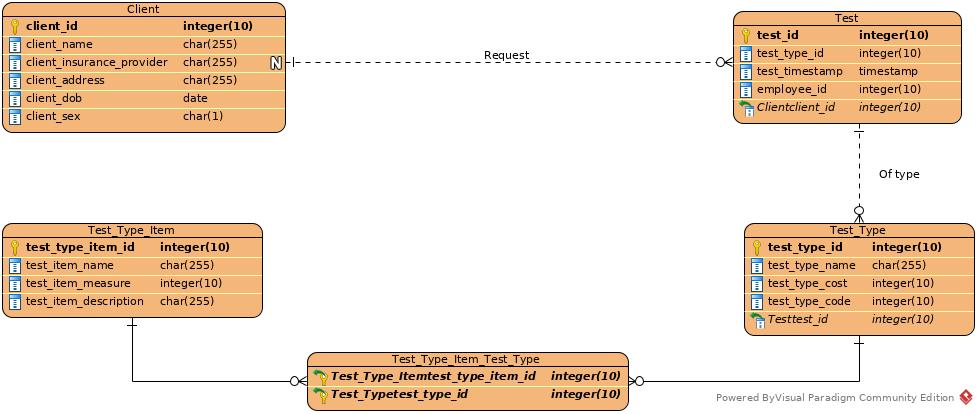 Client
client_id integer(10)
client_name char(255)
client_insurance_provider char(255) N
client_address char(255)
client_dob date
client_sex char(1)
Request
Test
test_id integer(10)
test_type_id integer(10)
test_timestamp timestamp
employee_id integer(10)
Clientclient_id integer(10)
Of type
Test_Type_Item
test_type_item_id integer(10)
test_item_name char(255)
test_item_measure integer(10)
test_item_description char(255)
Test_Type
test_type_id integer(10)
test_type_name char(255)
test_type_cost integer(10)
test_type_code integer(10)
Testtest_id integer(10)
Test_Type_Item_Test_Type
Test_Type_Itemtest_type_item_id integer(10)
Test_Typetest_type_id integer(10)
Powered ByVisual Paradigm Community Edition